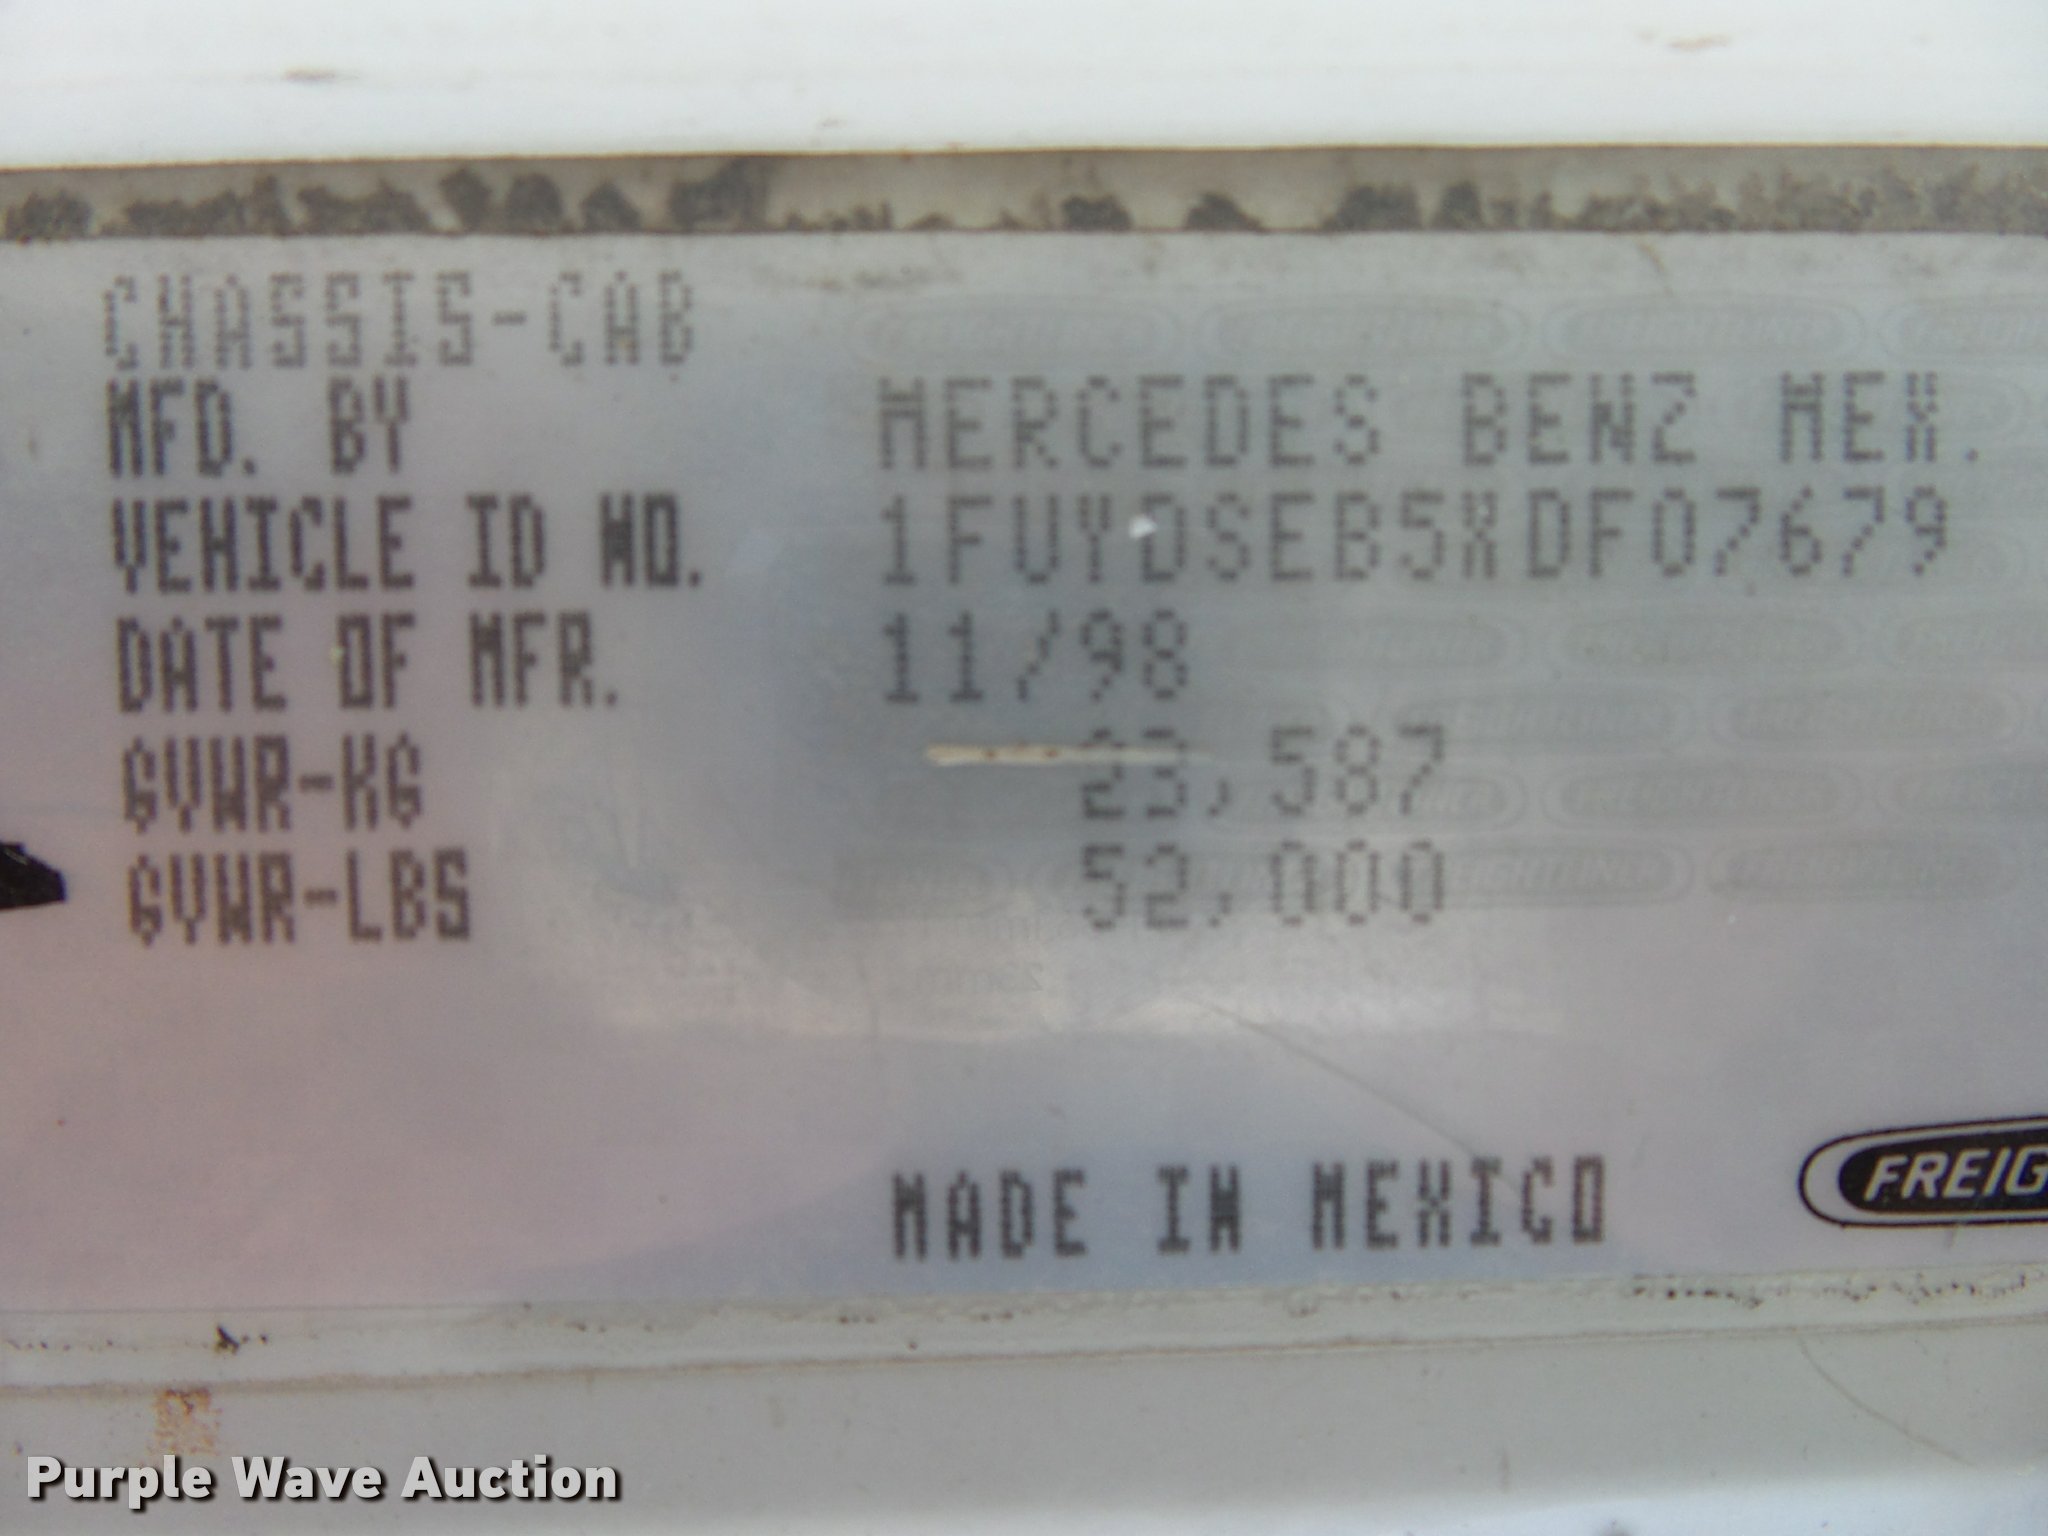 CHASSIS-CAB
MFD. BY MERCEDES BENZ MEX.
VEHICLE ID NO. 1FUYDSEB5XDF07679
DATE OF MFR. 11/98
GVWR-KG 23,587
GVWR-LBS 52,000
MADE IN MEXICO
FREIG
Purple Wave Auction